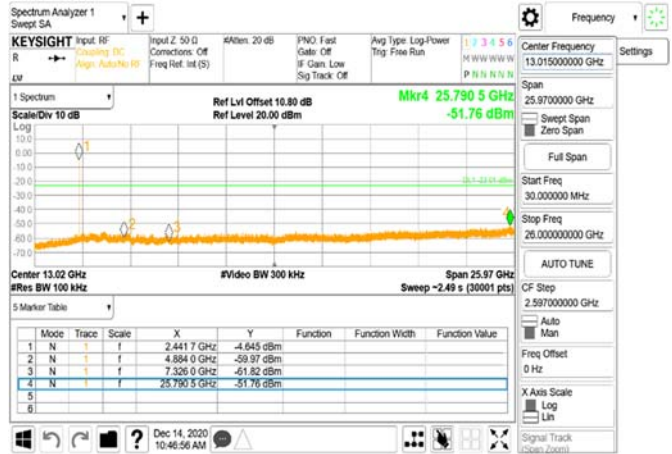 Spectrum Analyzer 1
Swept SA
+
Frequency
KEYSIGHT
R
Input: RF
Coupling: DC
Align: Auto/No RF
Input Z: 50 Ω
Corrections: Off
Freq Ref: Int (S)
#Atten: 20 dB
PNO: Fast
Gate: Off
IF Gain: Low
Sig Track: Off
Avg Type: Log-Power
Trig: Free Run
1 2 3 4 5 6
M W W W W W
P N N N N N
1 Spectrum
Scale/Div 10 dB
Ref Lvl Offset 10.80 dB
Ref Level 20.00 dBm
Mkr4 25.790 5 GHz
-51.76 dBm
Log
10.0
0.00
-10.0
-20.0
-30.0
-40.0
-50.0
-60.0
-70.0
1
2
3
4
DL1 -23.01 dBm
Center 13.02 GHz
#Video BW 300 kHz
Span 25.97 GHz
#Res BW 100 kHz
Sweep ~2.49 s (30001 pts)
5 Marker Table
Mode Trace Scale X Y Function Function Width Function Value
1 N 1 f 2.441 7 GHz -4.645 dBm
2 N 1 f 4.884 0 GHz -59.97 dBm
3 N 1 f 7.326 0 GHz -61.82 dBm
4 N 1 f 25.790 5 GHz -51.76 dBm
5
6
?
Dec 14, 2020
10:46:56 AM
Center Frequency
13.015000000 GHz
Settings
Span
25.9700000 GHz
Swept Span
Zero Span
Full Span
Start Freq
30.000000 MHz
Stop Freq
26.000000000 GHz
AUTO TUNE
CF Step
2.597000000 GHz
Auto
Man
Freq Offset
0 Hz
X Axis Scale
Log
Lin
Signal Track
(Span Zoom)